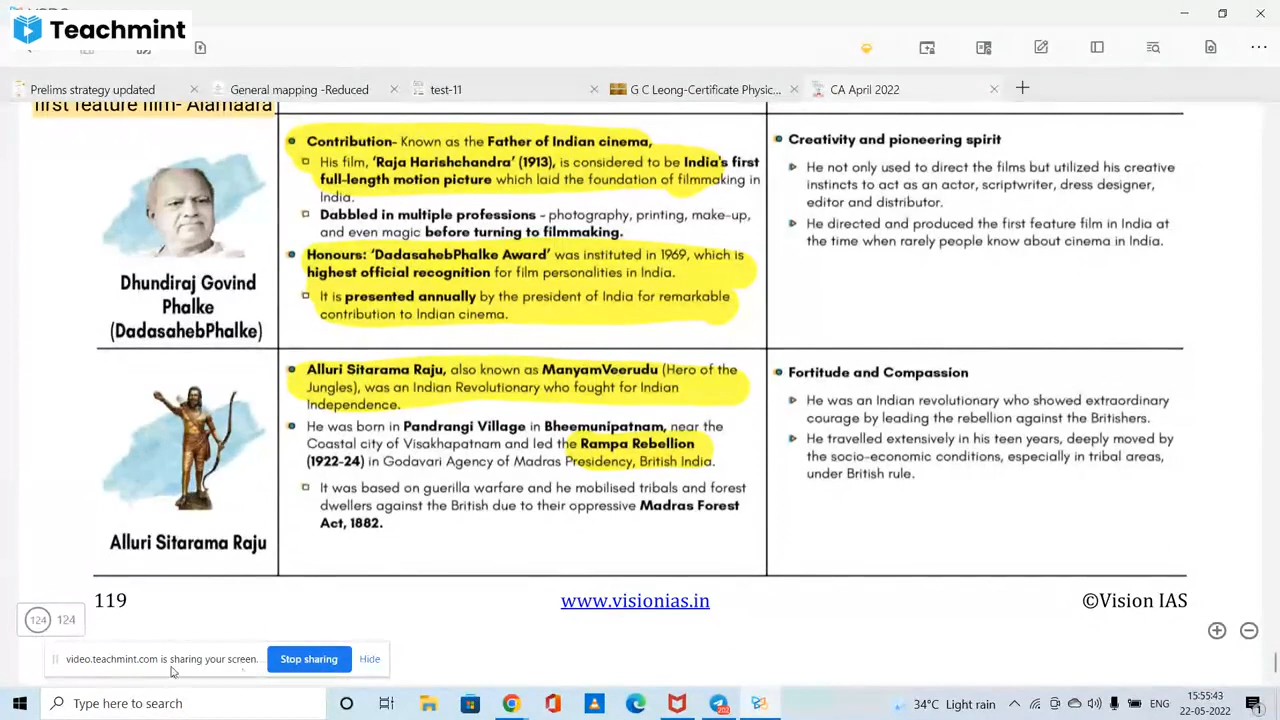 Teachmint
Prelims strategy updated
General mapping -Reduced
test-11
G C Leong-Certificate Physic...
CA April 2022
first feature film- Alamaara
Contribution- Known as the Father of Indian cinema,
His film, ‘Raja Harishchandra’ (1913), is considered to be India's first
full-length motion picture which laid the foundation of filmmaking in
India.
Dabbled in multiple professions - photography, printing, make-up,
and even magic before turning to filmmaking.
Honours: ‘DadasahebPhalke Award’ was instituted in 1969, which is
highest official recognition for film personalities in India.
It is presented annually by the president of India for remarkable
contribution to Indian cinema.
Creativity and pioneering spirit
He not only used to direct the films but utilized his creative
instincts to act as an actor, scriptwriter, dress designer,
editor and distributor.
He directed and produced the first feature film in India at
the time when rarely people know about cinema in India.
Dhundiraj Govind
Phalke
(DadasahebPhalke)
Alluri Sitarama Raju, also known as ManyamVeerudu (Hero of the
Jungles), was an Indian Revolutionary who fought for Indian
Independence.
He was born in Pandrangi Village in Bheemunipatnam, near the
Coastal city of Visakhapatnam and led the Rampa Rebellion
(1922-24) in Godavari Agency of Madras Presidency, British India.
It was based on guerilla warfare and he mobilised tribals and forest
dwellers against the British due to their oppressive Madras Forest
Act, 1882.
Fortitude and Compassion
He was an Indian revolutionary who showed extraordinary
courage by leading the rebellion against the Britishers.
He travelled extensively in his teen years, deeply moved by
the socio-economic conditions, especially in tribal areas,
under British rule.
Alluri Sitarama Raju
119
www.visionias.in
©Vision IAS
124 124
video.teachmint.com is sharing your screen.
Stop sharing
Hide
Type here to search
34°C Light rain
ENG
15:55:43
22-05-2022